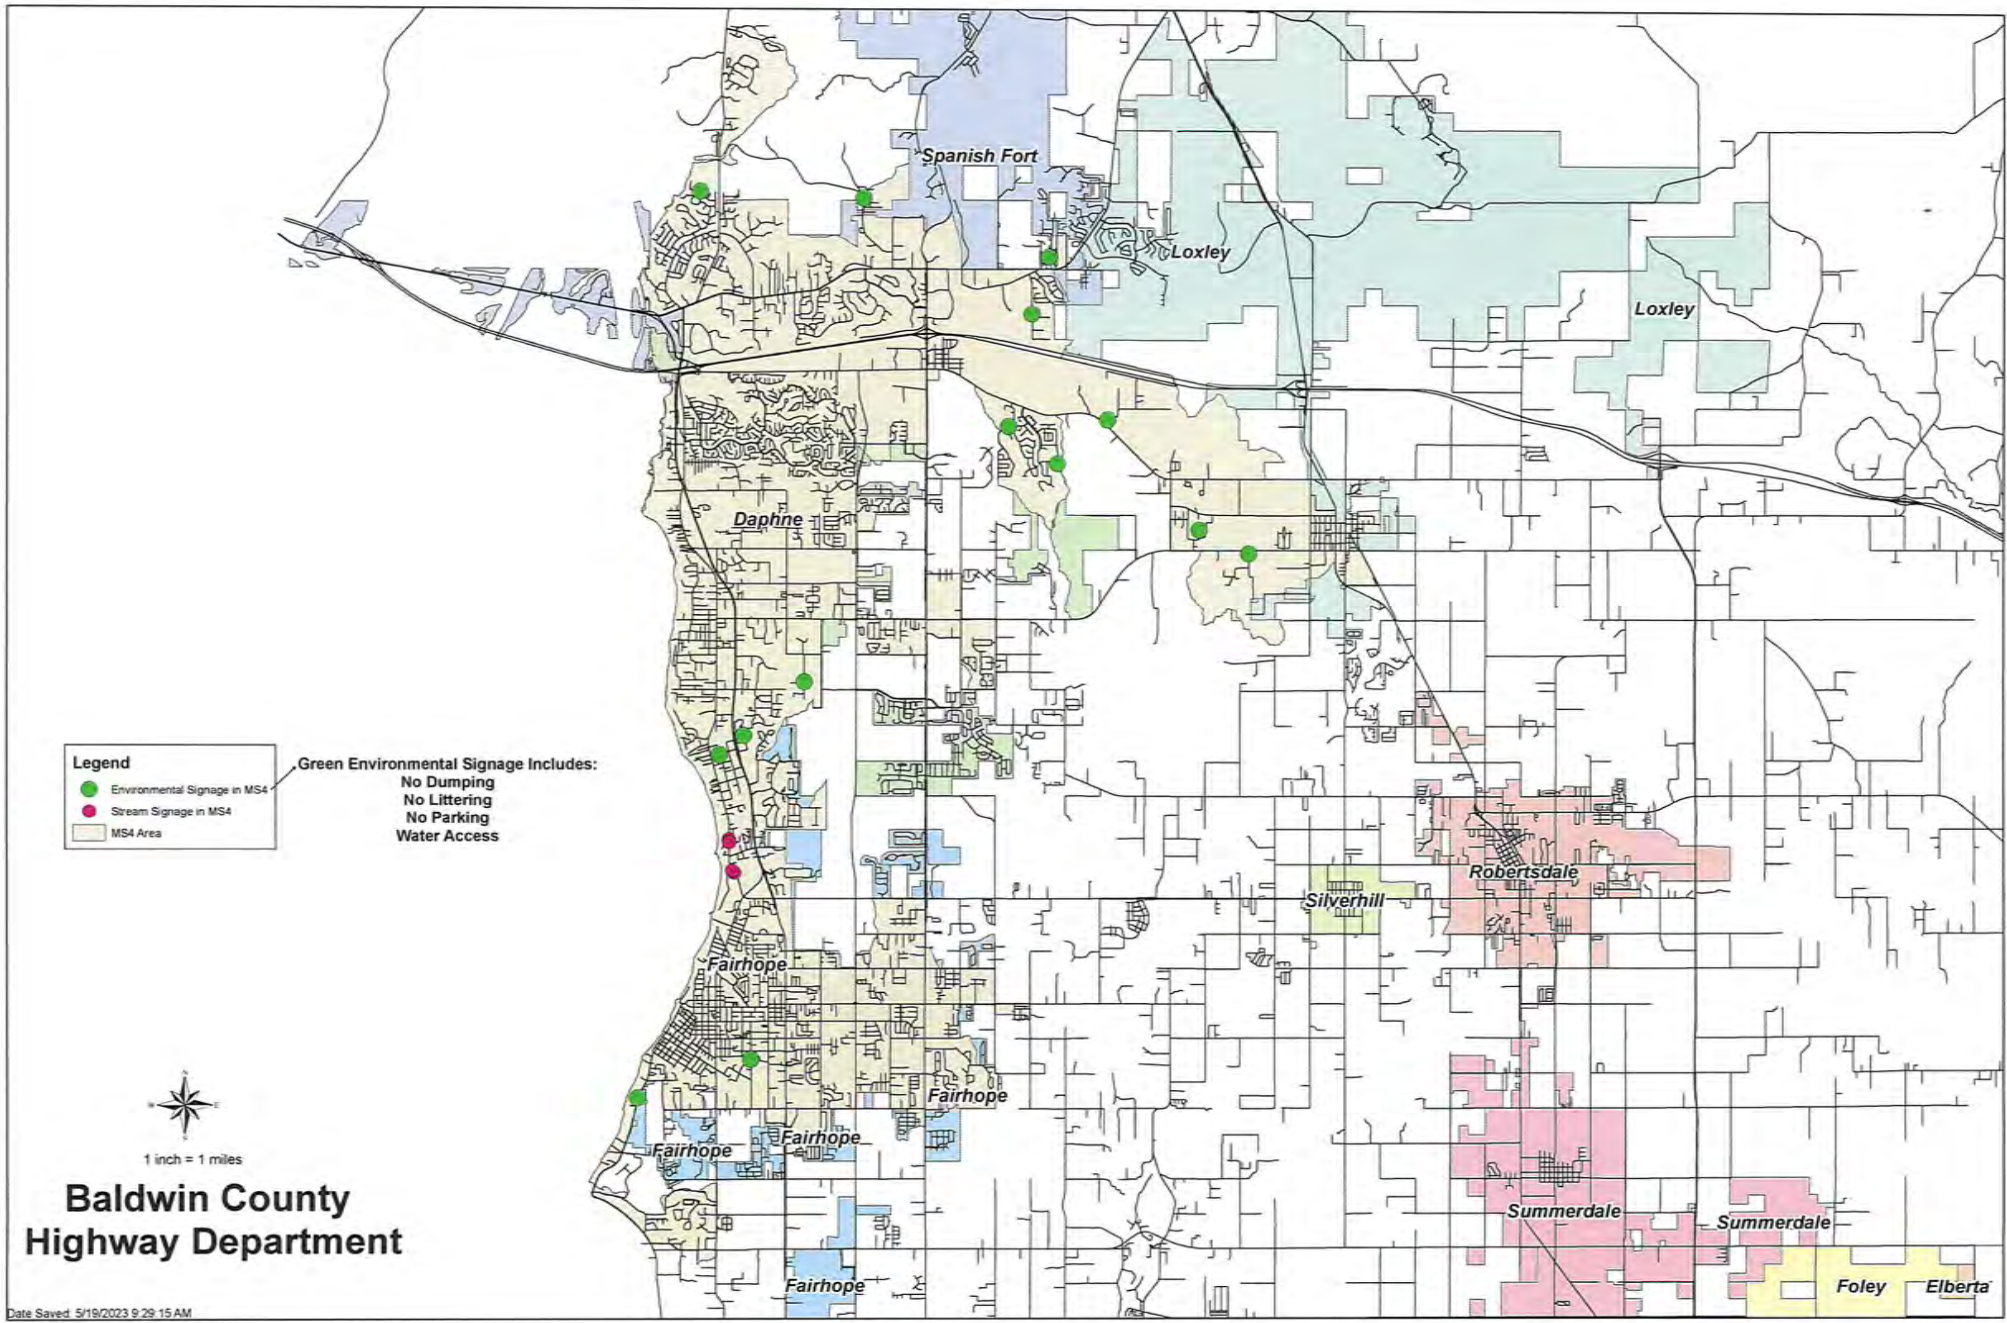 Spanish Fort
Loxley
Loxley
Daphne
Legend
Environmental Signage in MS4
Stream Signage in MS4
MS4 Area
Green Environmental Signage Includes:
No Dumping
No Littering
No Parking
Water Access
Robertsdale
Silverhill
Fairhope
Fairhope
Fairhope
Fairhope
Summerdale
Summerdale
Fairhope
Foley
Elberta
N
W
E
S
1 inch = 1 miles
Baldwin County
Highway Department
Date Saved: 5/19/2023 9:29:15 AM